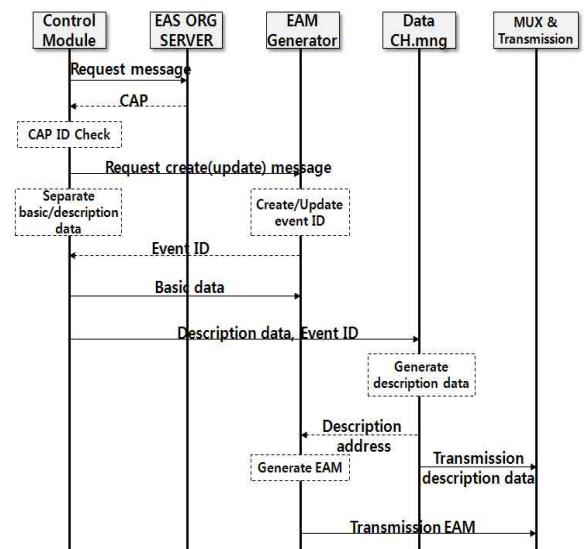 Control
Module
EAS ORG
SERVER
EAM
Generator
Data
CH.mng
MUX &
Transmission
Request message
CAP
CAP ID Check
Request create(update) message
Separate
basic/description
data
Create/Update
event ID
Event ID
Basic data
Description data, Event ID
Generate
description data
Description
address
Generate EAM
Transmission
description data
Transmission EAM